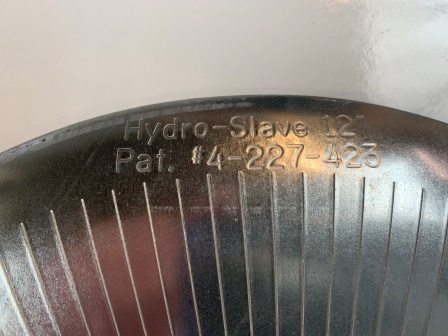 Hydro-Slave 12"
Pat. #4-227-423